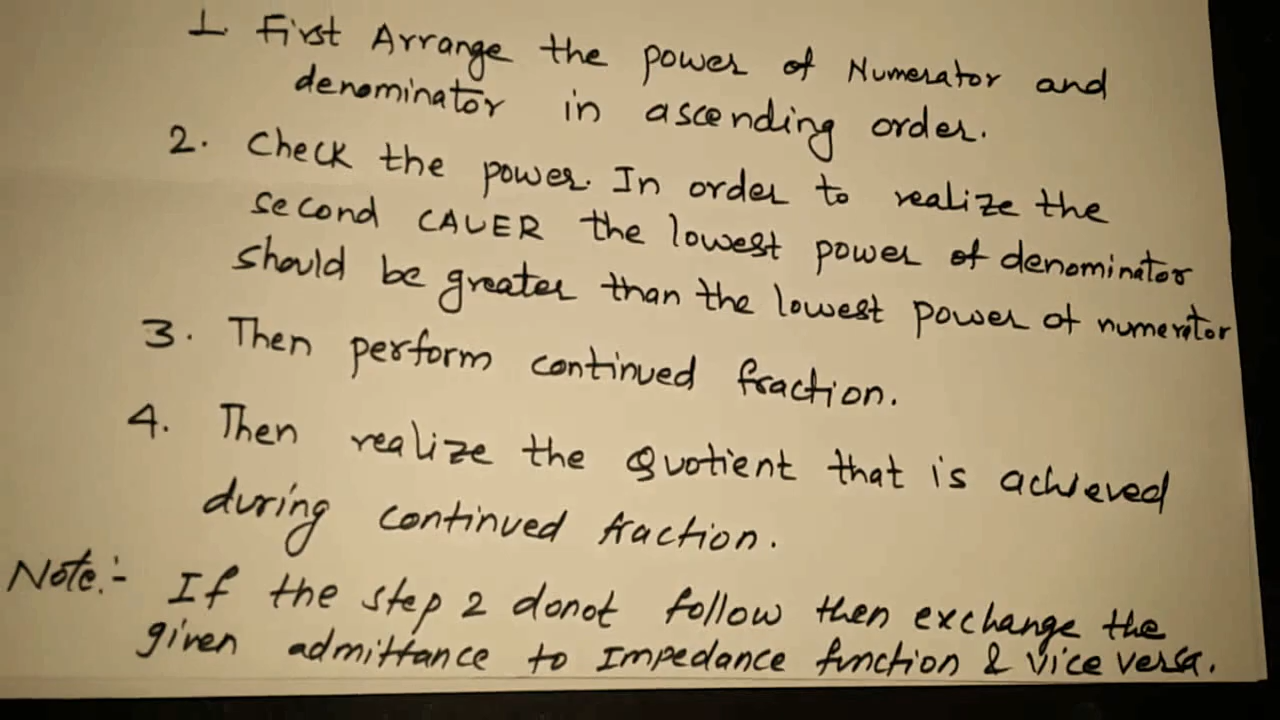 1. First Arrange the power of Numerator and
denominator in ascending order.
2. Check the power. In order to realize the
second CAUER the lowest power of denominator
should be greater than the lowest power of numerator
3. Then perform continued fraction.
4. Then realize the Quotient that is achieved
during continued fraction.
Note:- If the step 2 donot follow then exchange the
given admittance to Impedance function & vice versa.